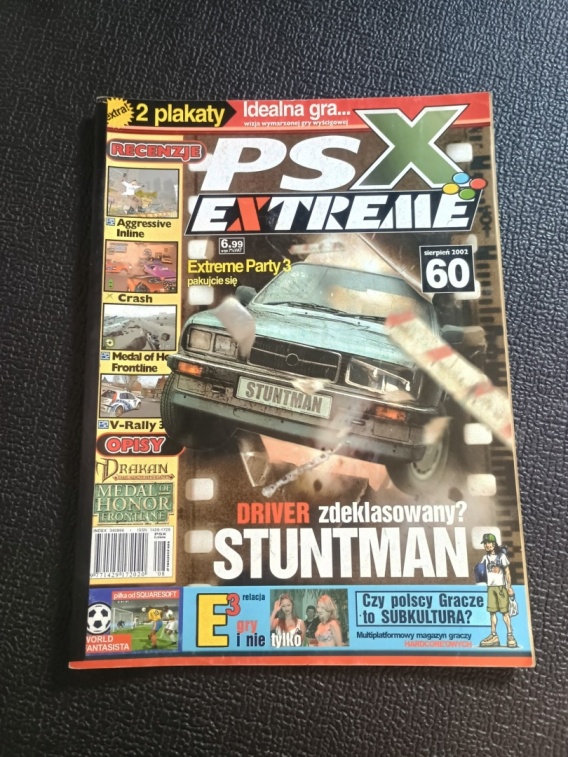 extra!
2 plakaty
Idealna gra...
wizja wymarzonej gry wyścigowej
RECENZJE
PSX
EXTREME
Aggressive
Inline
6.99
sierpień 2002
60
Extreme Party 3
pakujcie się
Crash
Medal of Ho
Frontline
STUNTMAN
V-Rally 3
OPISY
DRAKAN
MEDAL OF
HONOR
FRONTLINE
DRIVER zdeklasowany?
STUNTMAN
piłka od SQUARESOFT
WORLD
FANTASISTA
E3 relacja
gry
i nie tylko
Czy polscy Gracze
to SUBKULTURA?
Multiplatformowy magazyn graczy
HARDCORE'OWYCH